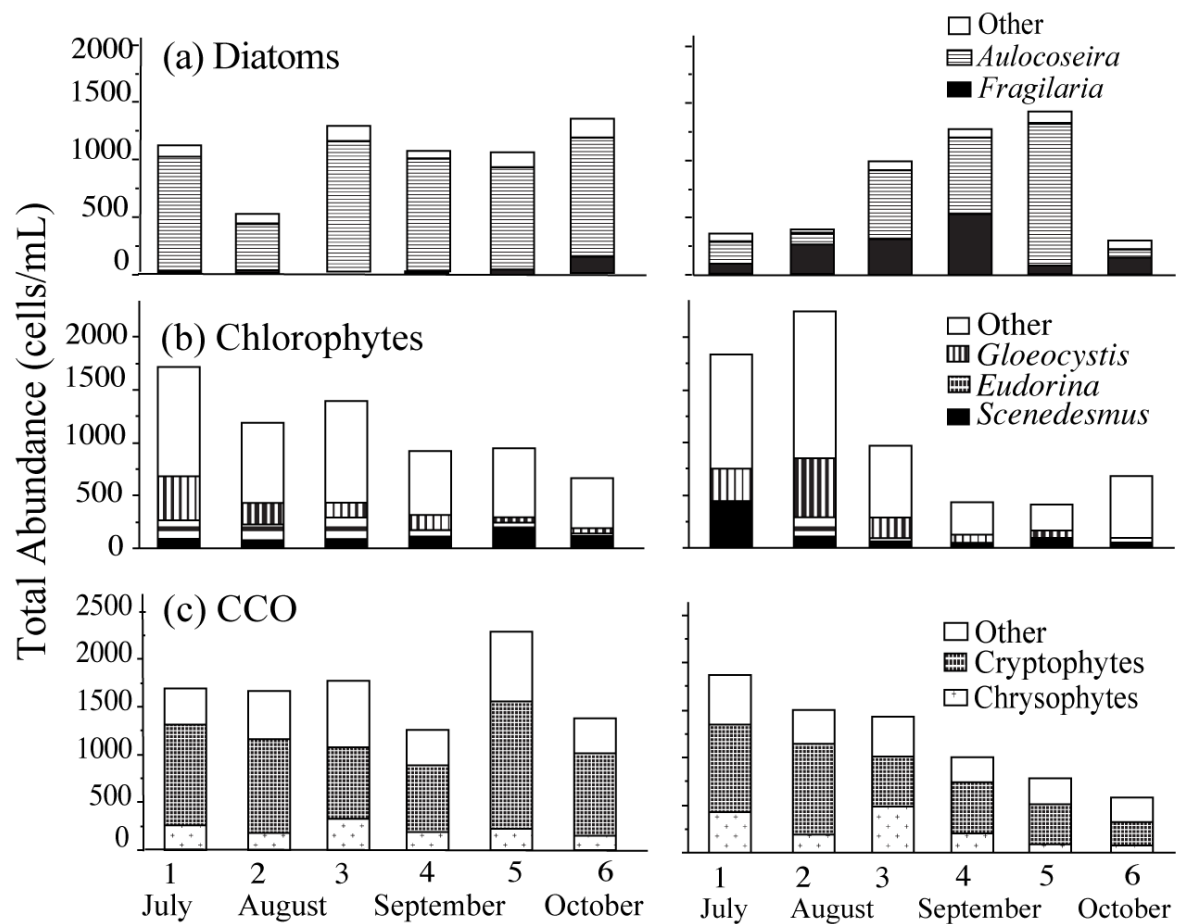 Total Abundance (cells/mL)
(a) Diatoms
2000
1500
1000
500
0
Other
Aulocoseira
Fragilaria
(b) Chlorophytes
2000
1500
1000
500
0
Other
Gloeocystis
Eudorina
Scenedesmus
(c) CCO
2500
2000
1500
1000
500
0
Other
Cryptophytes
Chrysophytes
1 2 3 4 5 6
July August September October
1 2 3 4 5 6
July August September October